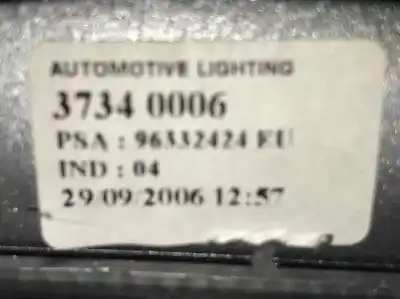 AUTOMOTIVE LIGHTING
3734 0006
PSA : 96332424 EU
IND : 04
29/09/2006 12:57